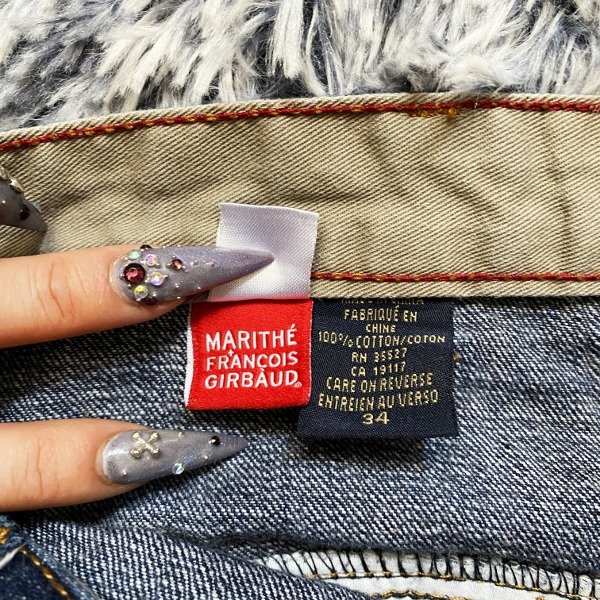 MARITHÉ
+
FRANÇOIS
GIRBAUD®
FABRIQUÉ EN
CHINE
100% COTTON/COTON
RN 35527
CA 19117
CARE ON REVERSE
ENTREIEN AU VERSO
34